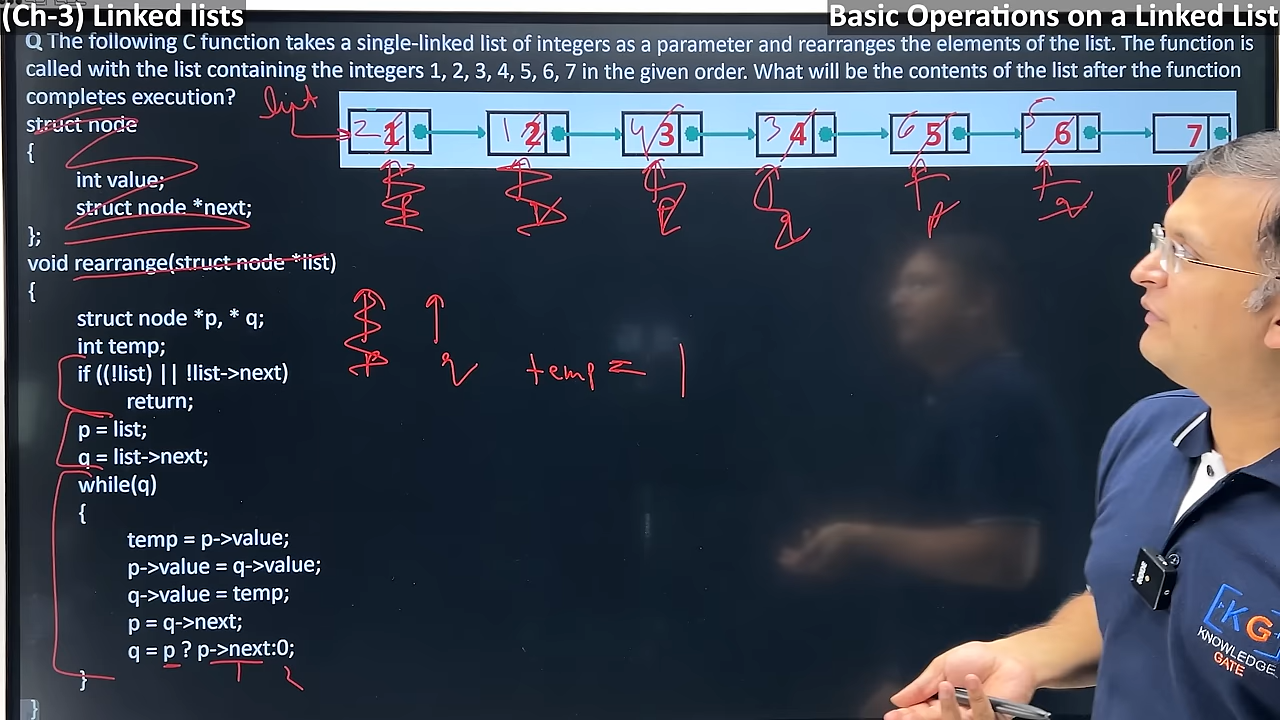 (Ch-3) Linked lists
Basic Operations on a Linked List
Q The following C function takes a single-linked list of integers as a parameter and rearranges the elements of the list. The function is
called with the list containing the integers 1, 2, 3, 4, 5, 6, 7 in the given order. What will be the contents of the list after the function
completes execution?
list
struct node
2 1 1 2 4 3 3 4 6 5 5 6 7
{
int value;
struct node *next;
};
p q p q p
void rearrange(struct node *list)
{
struct node *p, * q;
int temp;
if ((!list) || !list->next)
p q temp = 1
return;
p = list;
q = list->next;
while(q)
{
temp = p->value;
p->value = q->value;
q->value = temp;
p = q->next;
q = p ? p->next:0;
}
}
KG
KNOWLEDGE
GATE